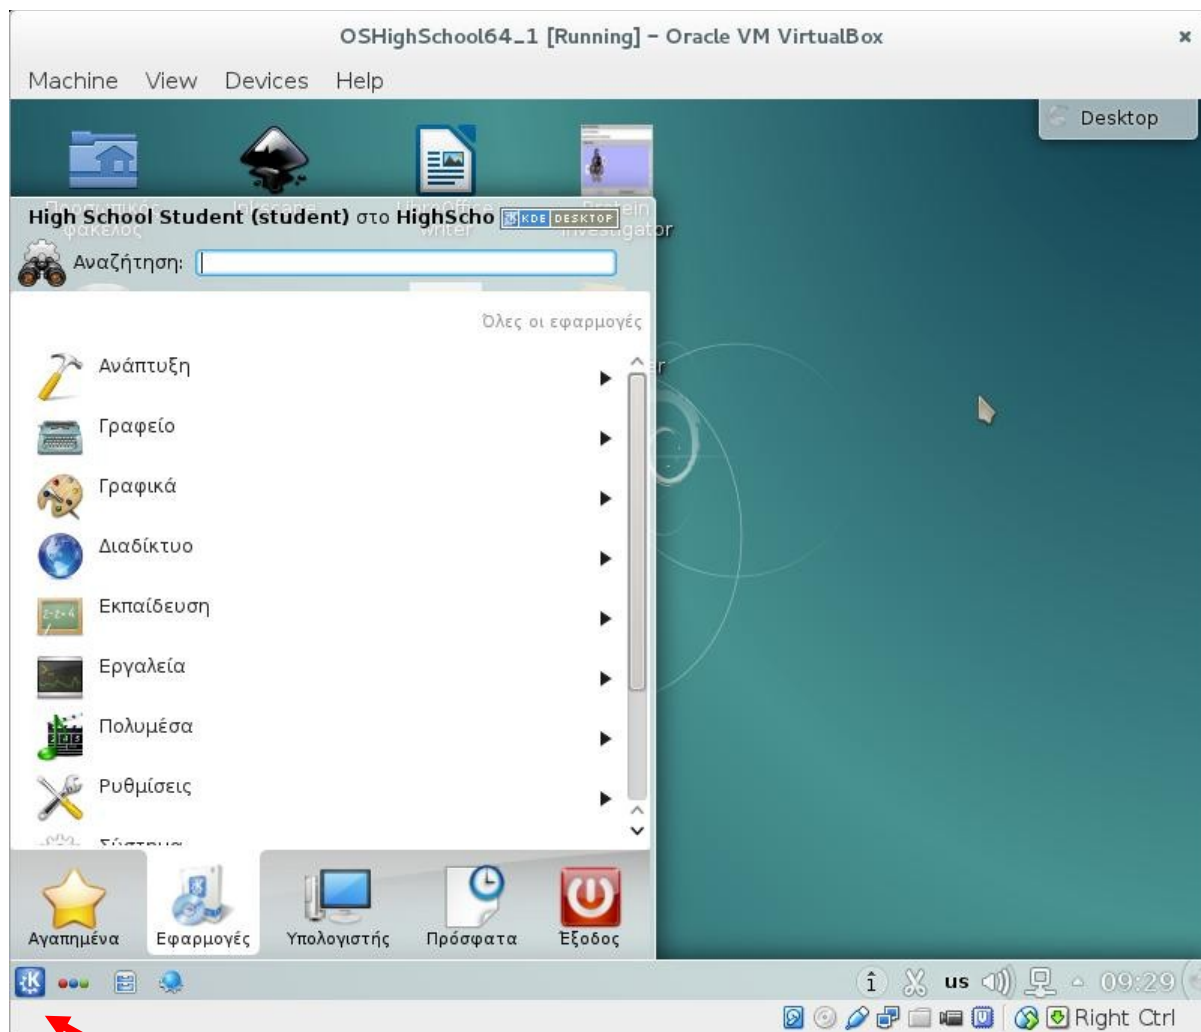 OSHighSchool64_1 [Running] – Oracle VM VirtualBox
Machine View Devices Help
Desktop
High School Student (student) στο HighScho KDE DESKTOP
Αναζήτηση:
Όλες οι εφαρμογές
Ανάπτυξη
Γραφείο
Γραφικά
Διαδίκτυο
Εκπαίδευση
Εργαλεία
Πολυμέσα
Ρυθμίσεις
Σύστημα
Αγαπημένα Εφαρμογές Υπολογιστής Πρόσφατα Έξοδος
us 09:29
Right Ctrl